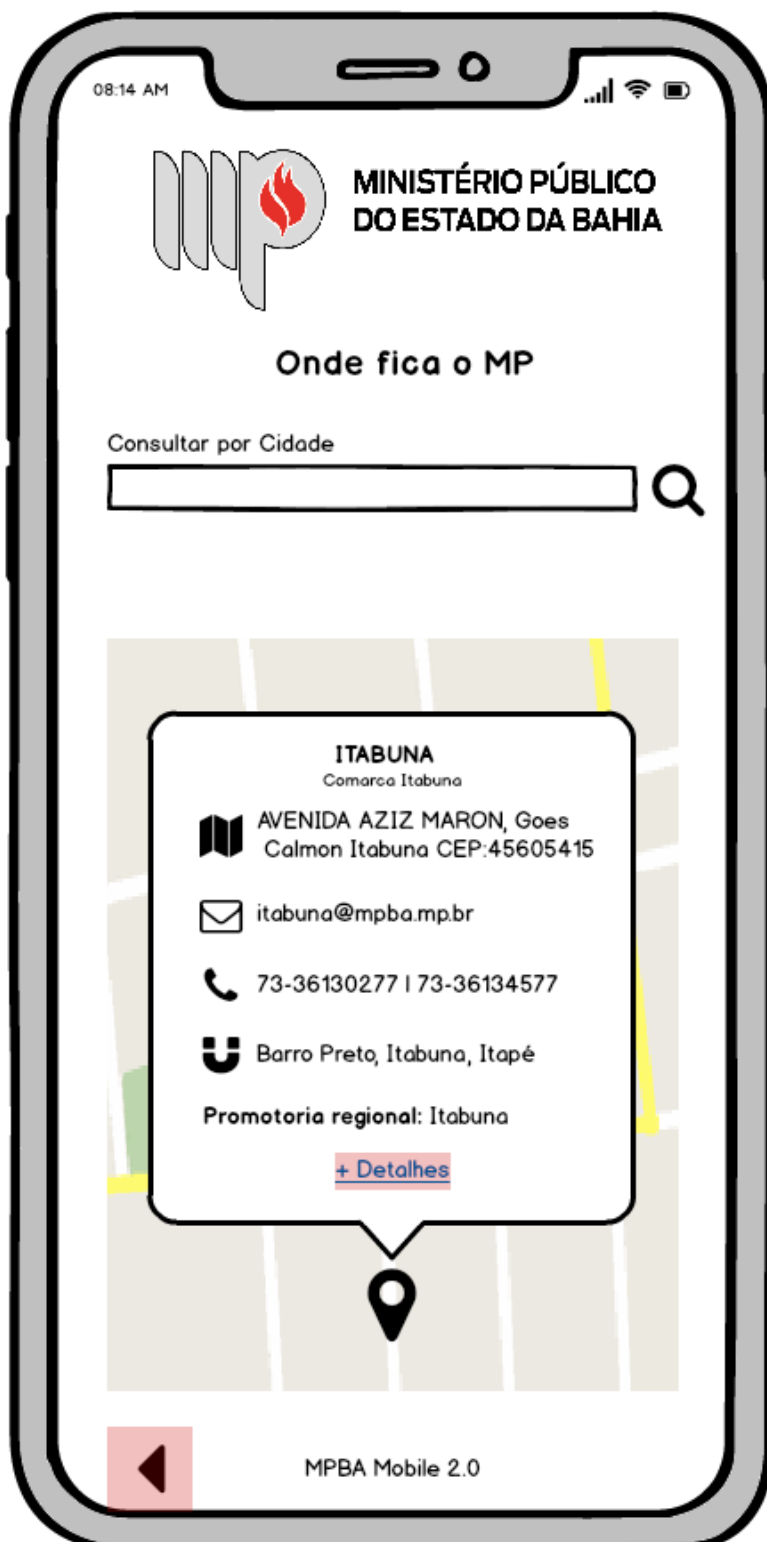 08:14 AM
mp
MINISTÉRIO PÚBLICO
DO ESTADO DA BAHIA
Onde fica o MP
Consultar por Cidade
ITABUNA
Comarca Itabuna
AVENIDA AZIZ MARON, Goes
Calmon Itabuna CEP:45605415
itabuna@mpba.mp.br
73-36130277 | 73-36134577
Barro Preto, Itabuna, Itapé
Promotoria regional: Itabuna
+ Detalhes
MPBA Mobile 2.0